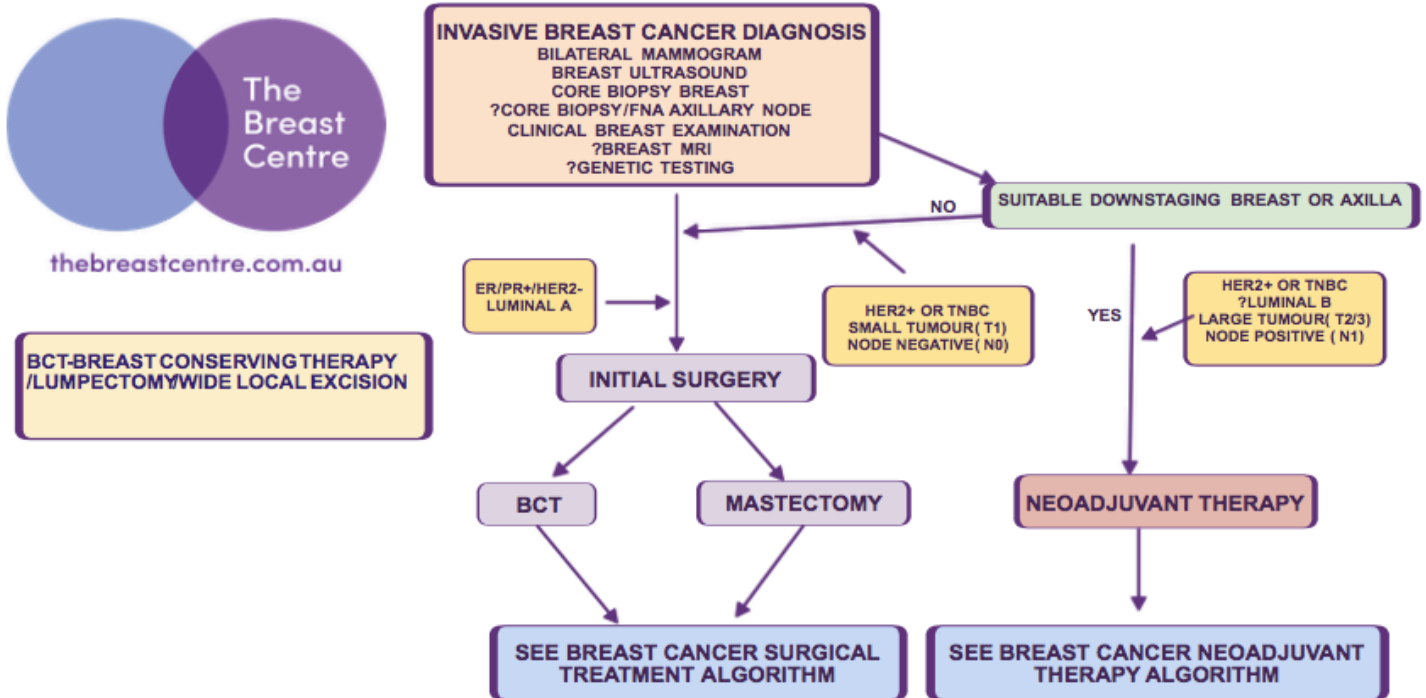 The
Breast
Centre
thebreastcentre.com.au
BCT-BREAST CONSERVING THERAPY
/LUMPECTOMY/WIDE LOCAL EXCISION
INVASIVE BREAST CANCER DIAGNOSIS
BILATERAL MAMMOGRAM
BREAST ULTRASOUND
CORE BIOPSY BREAST
?CORE BIOPSY/FNA AXILLARY NODE
CLINICAL BREAST EXAMINATION
?BREAST MRI
?GENETIC TESTING
SUITABLE DOWNSTAGING BREAST OR AXILLA
NO
ER/PR+/HER2-
LUMINAL A
HER2+ OR TNBC
SMALL TUMOUR( T1)
NODE NEGATIVE( N0)
YES
HER2+ OR TNBC
?LUMINAL B
LARGE TUMOUR( T2/3)
NODE POSITIVE ( N1)
INITIAL SURGERY
BCT
MASTECTOMY
NEOADJUVANT THERAPY
SEE BREAST CANCER SURGICAL
TREATMENT ALGORITHM
SEE BREAST CANCER NEOADJUVANT
THERAPY ALGORITHM